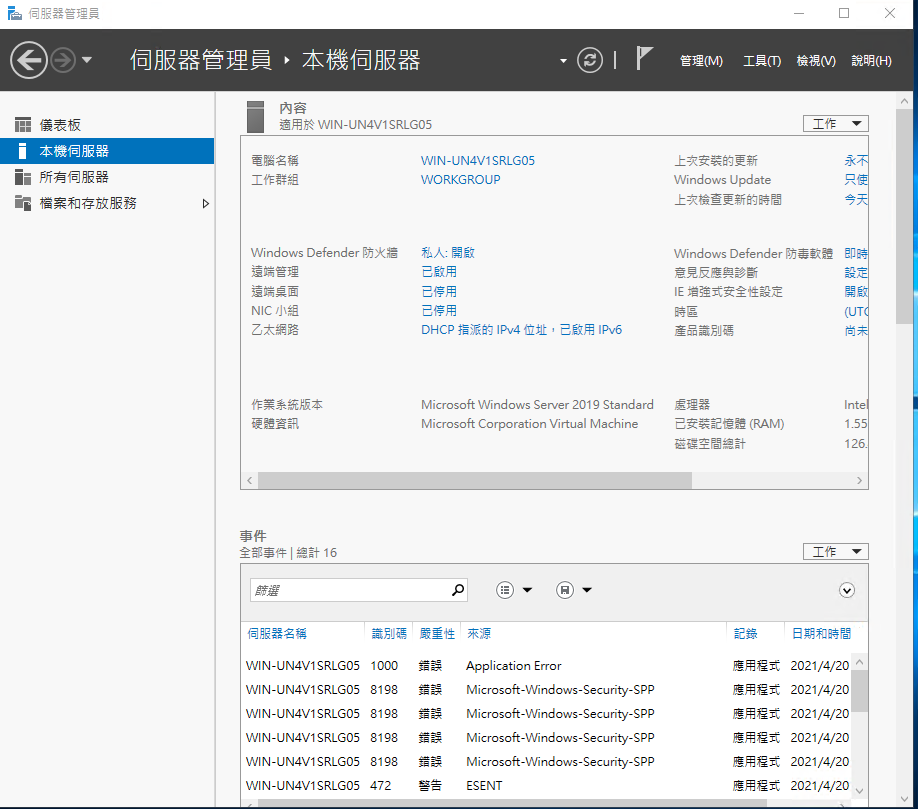 伺服器管理員
伺服器管理員 ‣ 本機伺服器
管理(M) 工具(T) 檢視(V) 說明(H)
儀表板
本機伺服器
所有伺服器
檔案和存放服務
內容
適用於 WIN-UN4V1SRLG05
工作
電腦名稱 WIN-UN4V1SRLG05 上次安裝的更新 永不
工作群組 WORKGROUP Windows Update 只使
上次檢查更新的時間 今天
Windows Defender 防火牆 私人: 開啟 Windows Defender 防毒軟體 即時
遠端管理 已啟用 意見反應與診斷 設定
遠端桌面 已停用 IE 增強式安全性設定 開啟
NIC 小組 已停用 時區 (UTC
乙太網路 DHCP 指派的 IPv4 位址，已啟用 IPv6 產品識別碼 尚未
作業系統版本 Microsoft Windows Server 2019 Standard 處理器 Intel
硬體資訊 Microsoft Corporation Virtual Machine 已安裝記憶體 (RAM) 1.55
磁碟空間總計 126.
事件
全部事件 | 總計 16
工作
篩選
伺服器名稱 識別碼 嚴重性 來源 記錄 日期和時間
WIN-UN4V1SRLG05 1000 錯誤 Application Error 應用程式 2021/4/20
WIN-UN4V1SRLG05 8198 錯誤 Microsoft-Windows-Security-SPP 應用程式 2021/4/20
WIN-UN4V1SRLG05 8198 錯誤 Microsoft-Windows-Security-SPP 應用程式 2021/4/20
WIN-UN4V1SRLG05 8198 錯誤 Microsoft-Windows-Security-SPP 應用程式 2021/4/20
WIN-UN4V1SRLG05 8198 錯誤 Microsoft-Windows-Security-SPP 應用程式 2021/4/20
WIN-UN4V1SRLG05 472 警告 ESENT 應用程式 2021/4/20